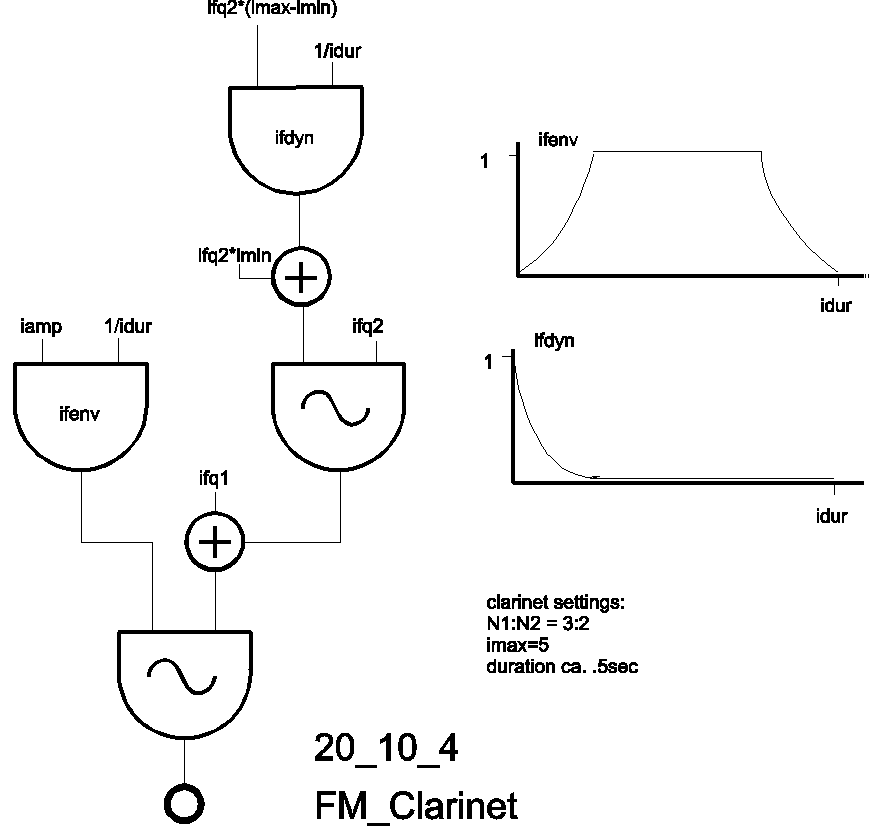 ifq2*(imax-imin)
1/idur
ifdyn
ifq2*imin
iamp
1/idur
ifq2
ifenv
ifq1
ifenv
1
idur
ifdyn
1
idur
clarinet settings:
N1:N2 = 3:2
imax=5
duration ca. .5sec
20_10_4
FM_Clarinet